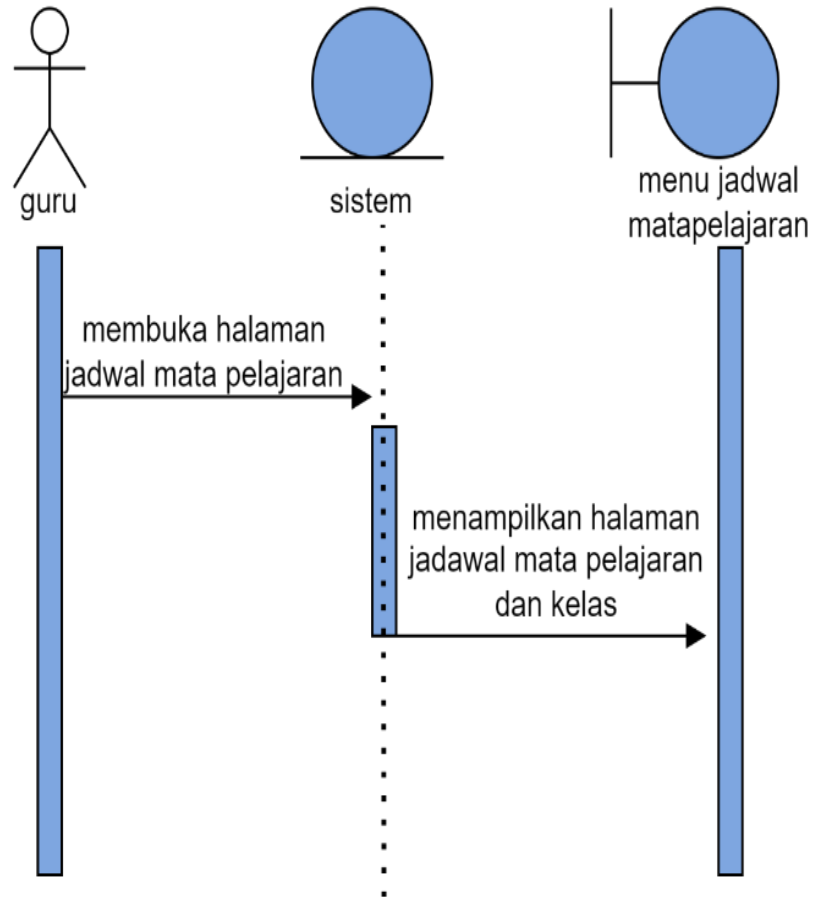 guru
sistem
menu jadwal
matapelajaran
membuka halaman
jadwal mata pelajaran
menampilkan halaman
jadawal mata pelajaran
dan kelas